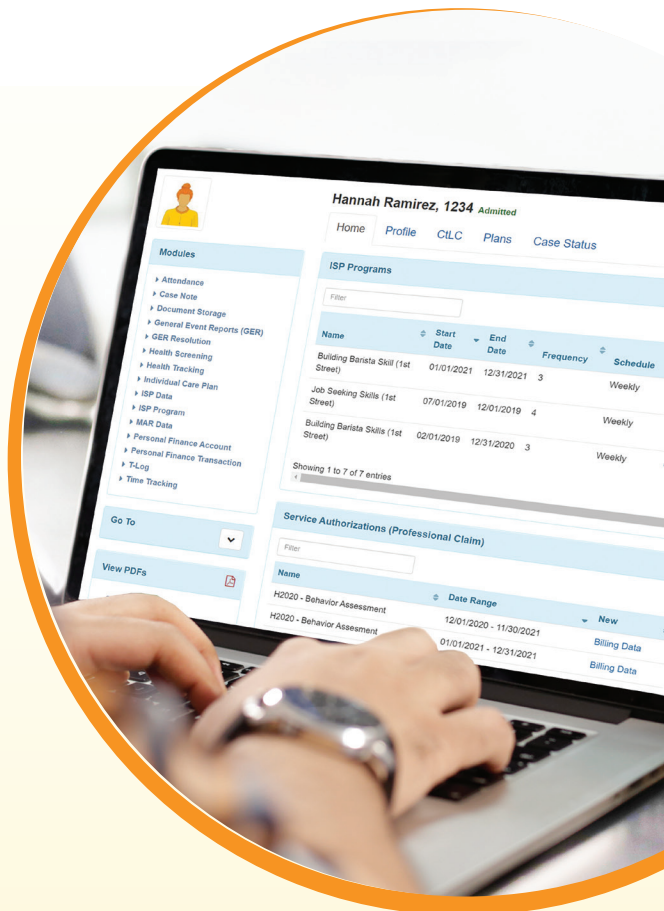 Hannah Ramirez, 1234 Admitted
Home Profile CtLC Plans Case Status
Modules
Attendance
Case Note
Document Storage
General Event Reports (GER)
GER Resolution
Health Screening
Health Tracking
Individual Care Plan
ISP Data
ISP Program
MAR Data
Personal Finance Account
Personal Finance Transaction
T-Log
Time Tracking
Go To
View PDFs
ISP Programs
Filter
Name Start Date End Date Frequency Schedule
Building Barista Skill (1st Street) 01/01/2021 12/31/2021 3 Weekly
Job Seeking Skills (1st Street) 07/01/2019 12/01/2019 4 Weekly
Building Barista Skills (1st Street) 02/01/2019 12/31/2020 3 Weekly
Showing 1 to 7 of 7 entries
Service Authorizations (Professional Claim)
Filter
Name Date Range New
H2020 - Behavior Assessment 12/01/2020 - 11/30/2021 Billing Data
H2020 - Behavior Assesment 01/01/2021 - 12/31/2021 Billing Data